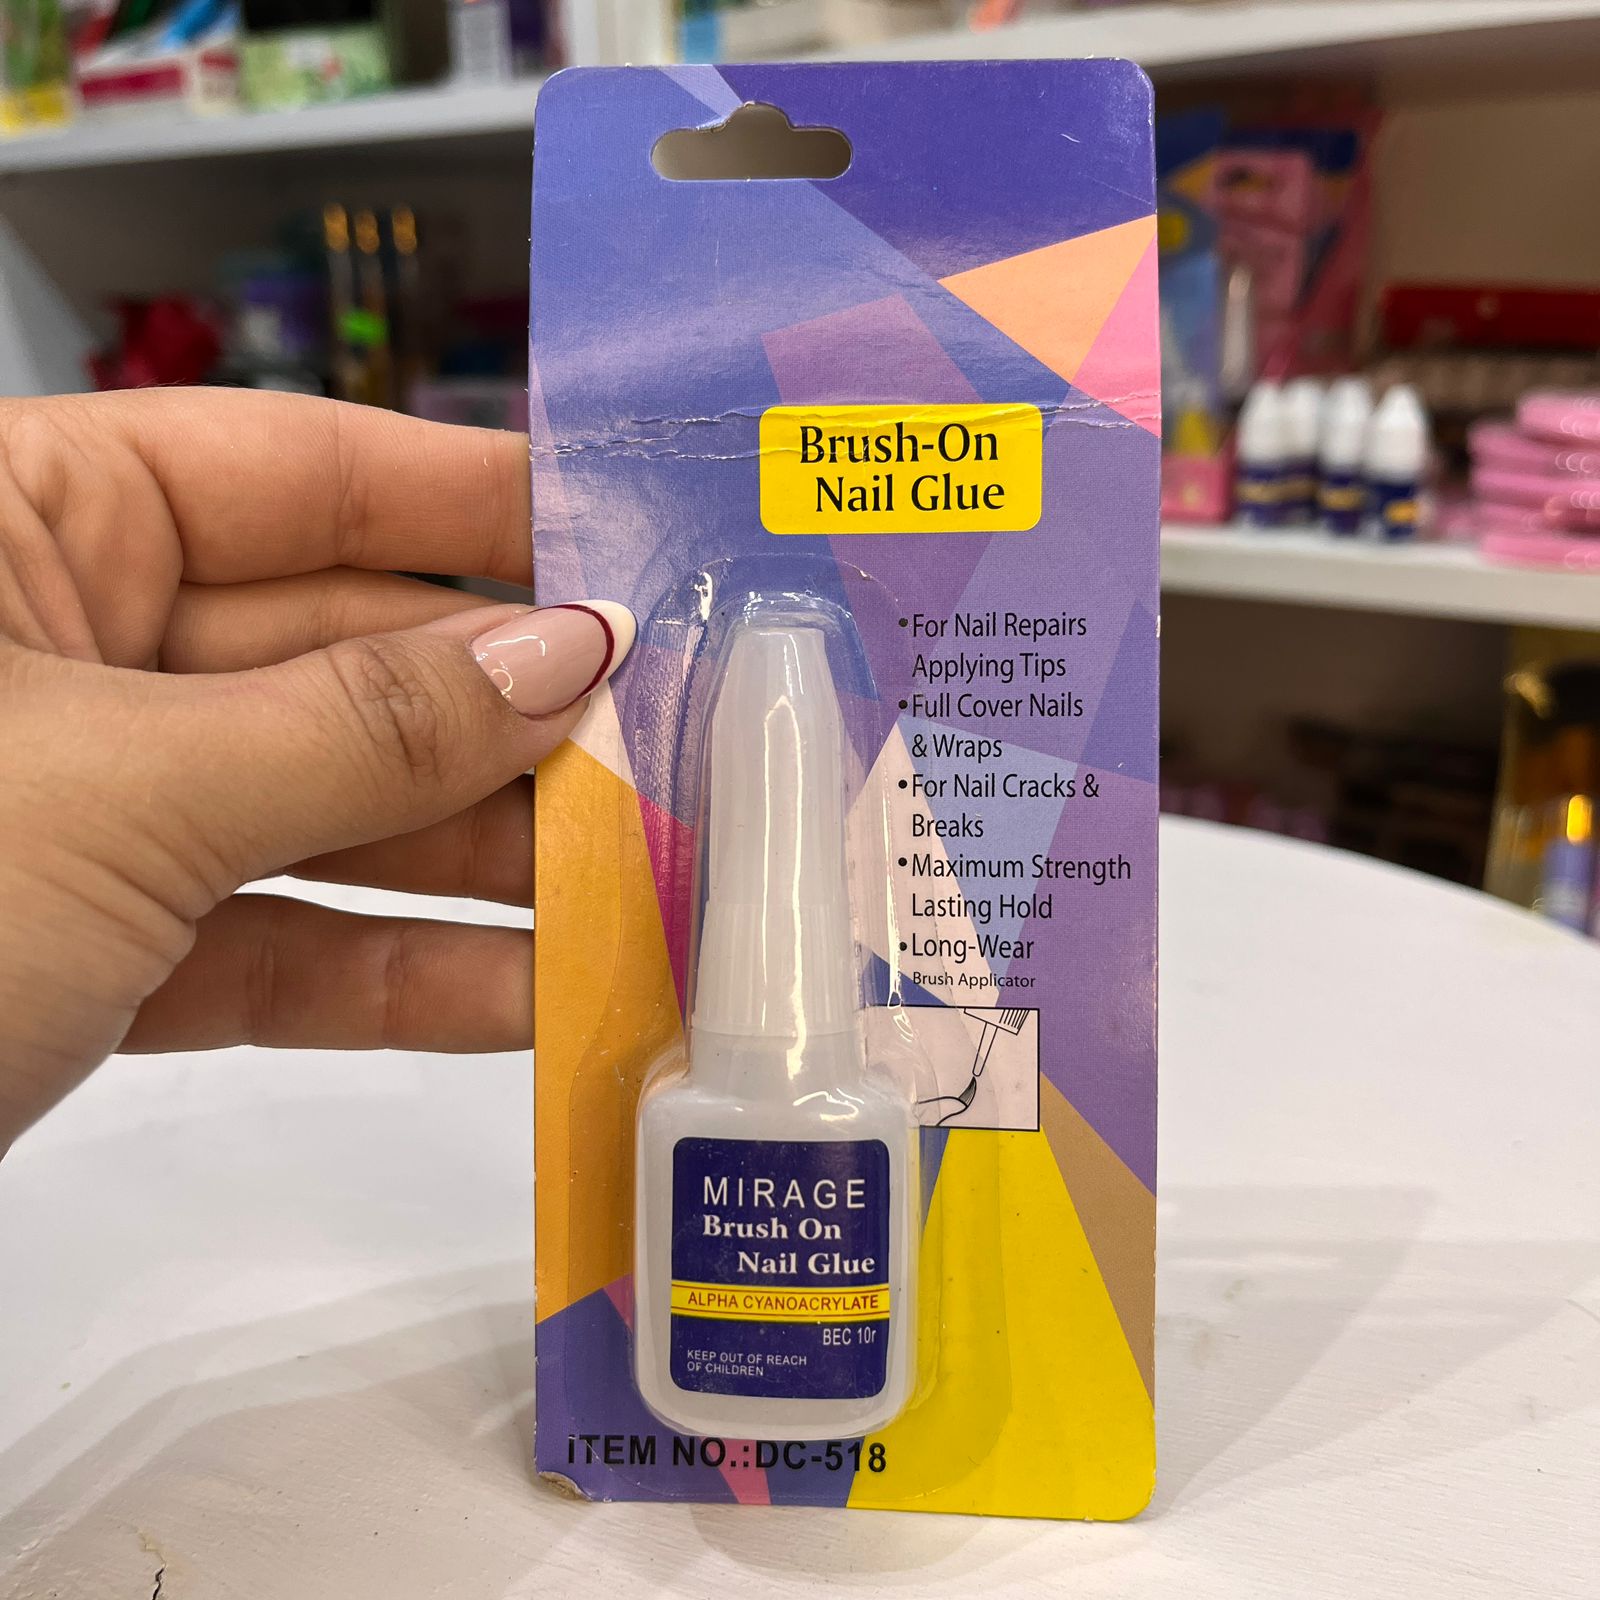 Brush-On
Nail Glue
•For Nail Repairs
Applying Tips
•Full Cover Nails
& Wraps
•For Nail Cracks &
Breaks
•Maximum Strength
Lasting Hold
•Long-Wear
Brush Applicator
MIRAGE
Brush On
Nail Glue
ALPHA CYANOACRYLATE
BEC 10r
KEEP OUT OF REACH
OF CHILDREN
iTEM NO.:DC-518